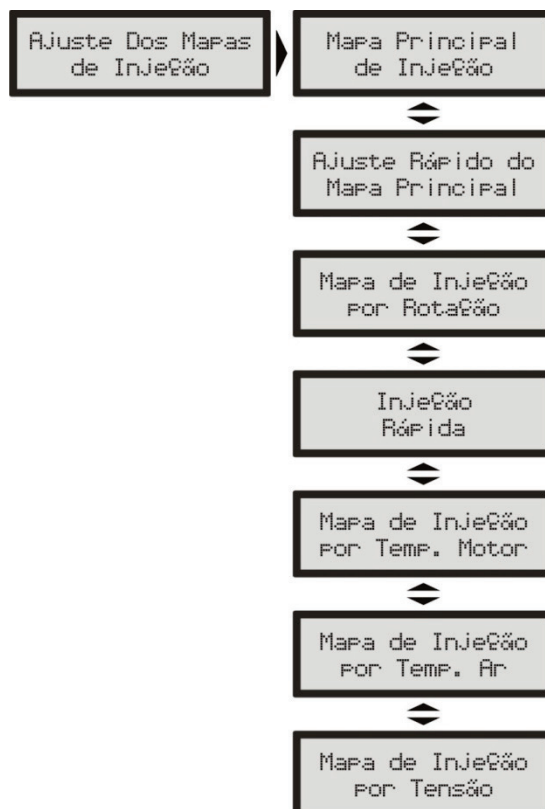 Ajuste Dos Mapas
de Injeção
Mapa Principal
de Injeção
Ajuste Rápido do
Mapa Principal
Mapa de Injeção
por Rotação
Injeção
Rápida
Mapa de Injeção
por Temp. Motor
Mapa de Injeção
por Temp. Ar
Mapa de Injeção
por Tensão